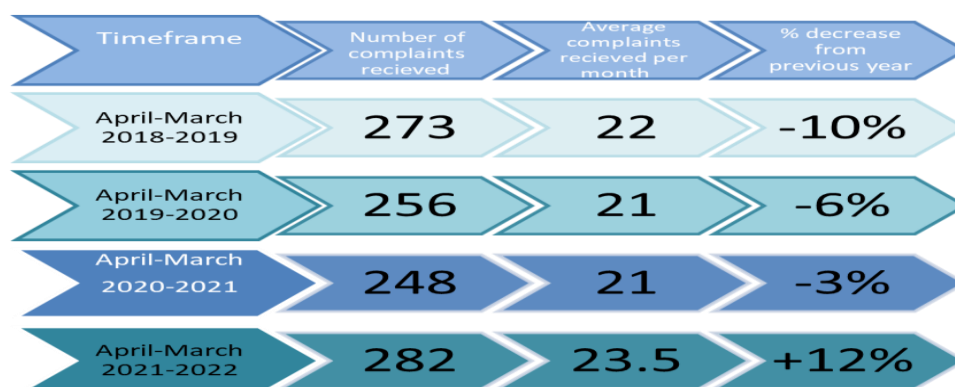 Timeframe
Number of
complaints
recieved
Average
complaints
recieved per
month
% decrease
from
previous year
April-March
2018-2019
273
22
-10%
April-March
2019-2020
256
21
-6%
April-March
2020-2021
248
21
-3%
April-March
2021-2022
282
23.5
+12%